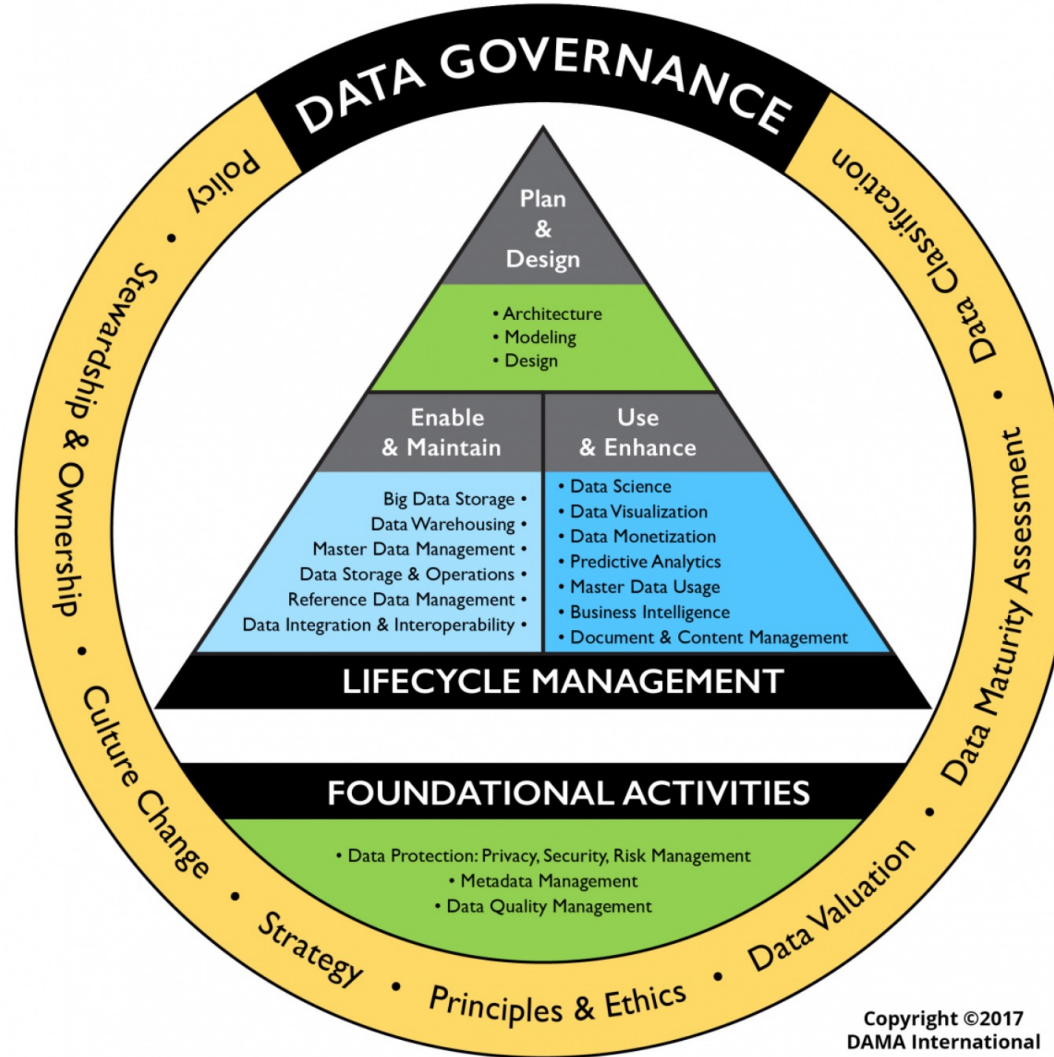 DATA GOVERNANCE
Policy • Stewardship & Ownership • Culture Change • Strategy • Principles & Ethics • Data Valuation • Data Maturity Assessment • Data Classification
Plan
&
Design
• Architecture
• Modeling
• Design
Enable
& Maintain
Big Data Storage •
Data Warehousing •
Master Data Management •
Data Storage & Operations •
Reference Data Management •
Data Integration & Interoperability •
Use
& Enhance
• Data Science
• Data Visualization
• Data Monetization
• Predictive Analytics
• Master Data Usage
• Business Intelligence
• Document & Content Management
LIFECYCLE MANAGEMENT
FOUNDATIONAL ACTIVITIES
• Data Protection: Privacy, Security, Risk Management
• Metadata Management
• Data Quality Management
Copyright ©2017
DAMA International